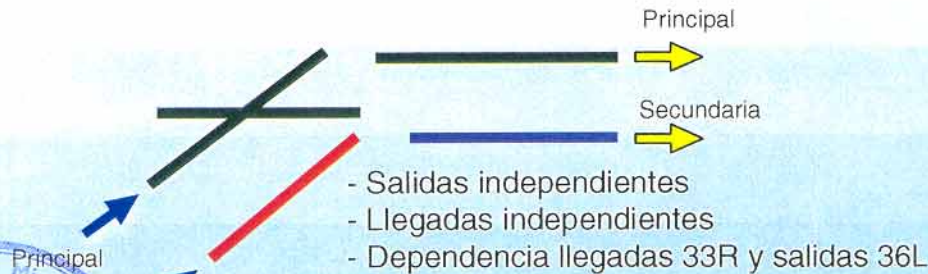 Principal
Secundaria
- Salidas independientes
- Llegadas independientes
- Dependencia llegadas 33R y salidas 36L
Principal